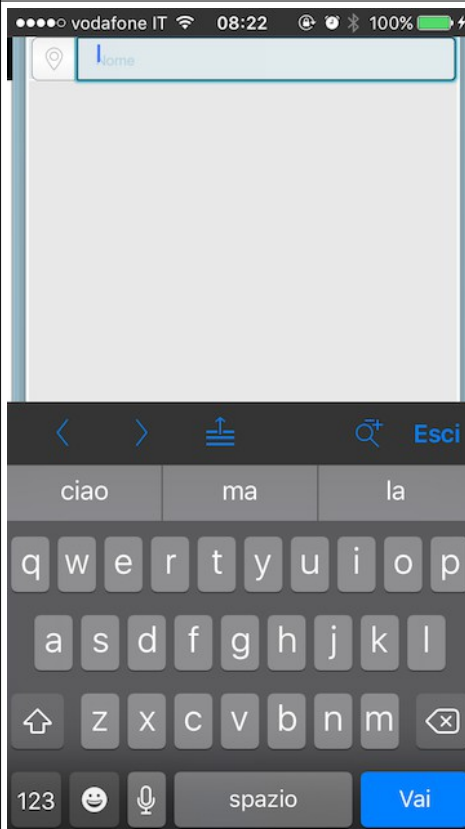 vodafone IT 08:22 100%
Nome
Esci
ciao ma la
q w e r t y u i o p
a s d f g h j k l
z x c v b n m
123 spazio Vai